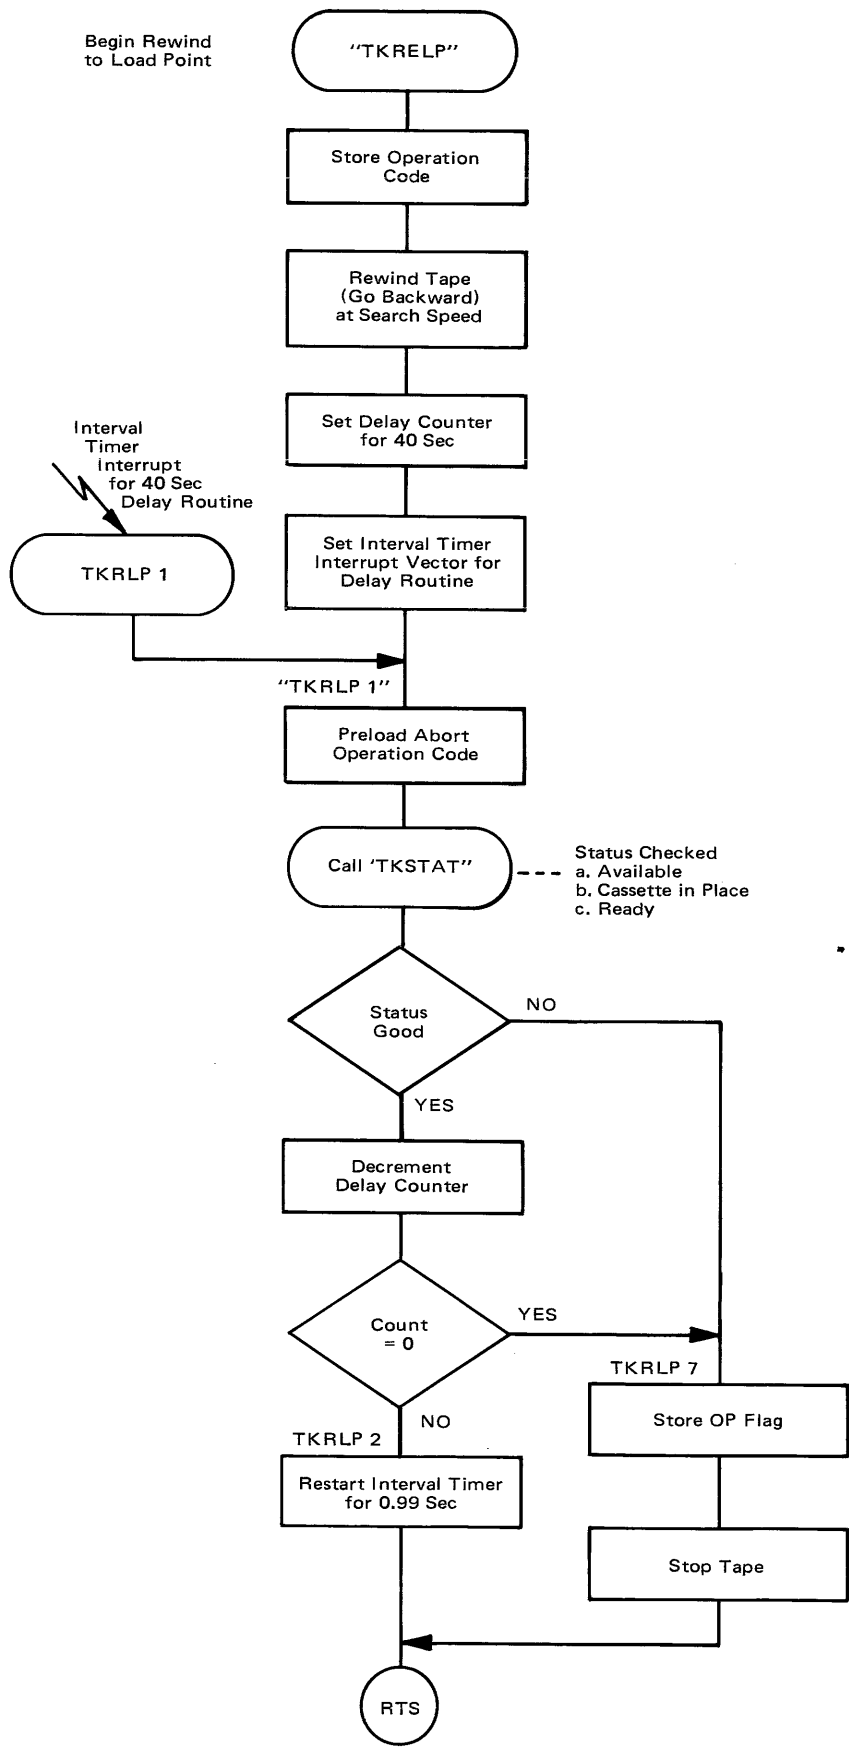 Begin Rewind
to Load Point
"TKRELP"
Store Operation
Code
Rewind Tape
(Go Backward)
at Search Speed
Set Delay Counter
for 40 Sec
Interval
Timer
Interrupt
for 40 Sec
Delay Routine
Set Interval Timer
Interrupt Vector for
Delay Routine
TKRLP 1
"TKRLP 1"
Preload Abort
Operation Code
Call 'TKSTAT"
Status Checked
a. Available
b. Cassette in Place
c. Ready
Status
Good
NO
YES
Decrement
Delay Counter
Count
= 0
YES
NO
TKRLP 7
Store OP Flag
TKRLP 2
Restart Interval Timer
for 0.99 Sec
Stop Tape
RTS